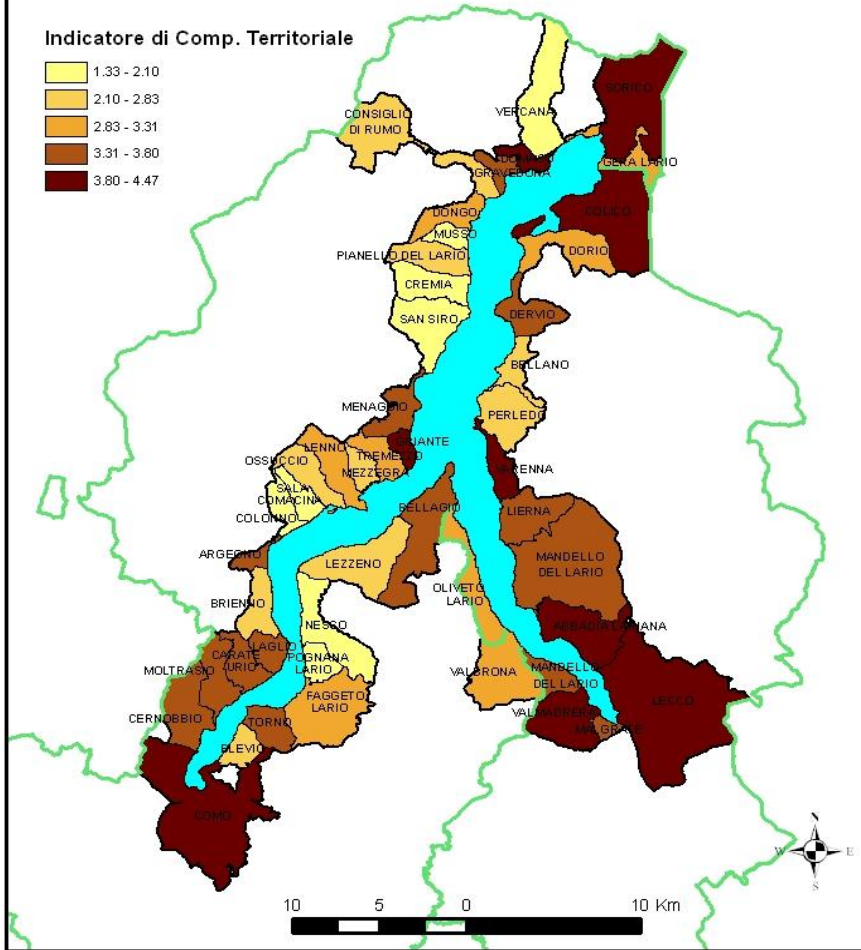 Indicatore di Comp. Territoriale
1.33 - 2.10
2.10 - 2.83
2.83 - 3.31
3.31 - 3.80
3.80 - 4.47
SORICO
VERCANA
CONSIGLIO
DI RUMO
DOMASO
GERA LARIO
GRAVEDONA
DONGO
COLICO
MUSSO
PIANELLO DEL LARIO
DORIO
CREMIA
SAN SIRO
DERVIO
BELLANO
MENAGGIO
PERLEDO
GRIANTE
LENNO
TREMEZZO
OSSUCCIO
MEZZEGRA
VARENNA
SALA
COMACINA
COLONNO
BELLAGIO
LIERNA
ARGEGNO
LEZZENO
MANDELLO
DEL LARIO
BRIENNO
OLIVETO
LARIO
NESSO
ABBADIA LARIANA
LAGLIO
CARATE
URIO
POGNANA
LARIO
MOLTRASIO
VALBRONA
MANDELLO
DEL LARIO
FAGGETO
LARIO
LECCO
CERNOBBIO
TORNO
VALMADRERA
MALGRATE
BLEVIO
COMO
N
W E
S
10 5 0 10 Km